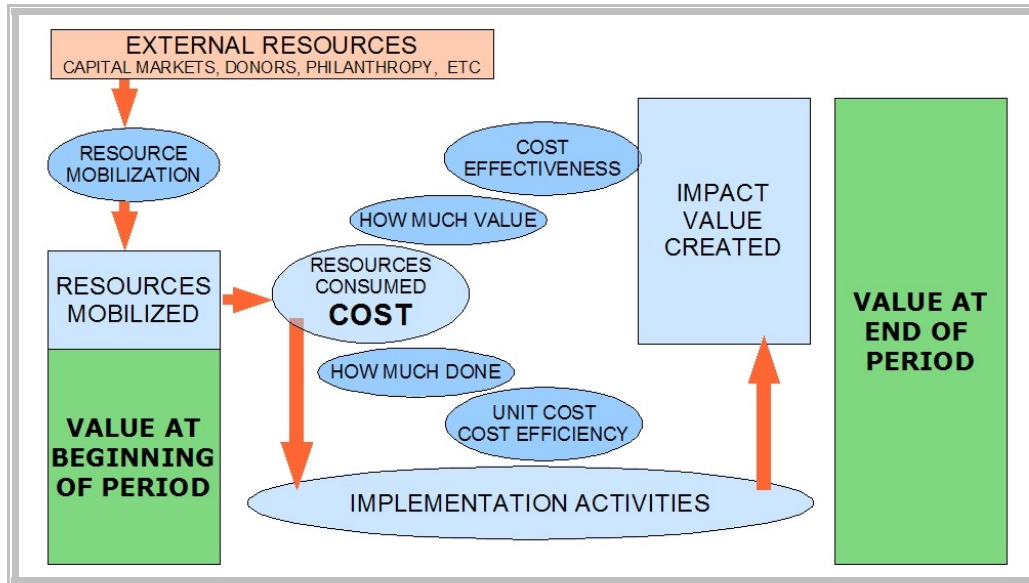 EXTERNAL RESOURCES
CAPITAL MARKETS, DONORS, PHILANTHROPY, ETC
RESOURCE
MOBILIZATION
RESOURCES
MOBILIZED
VALUE AT
BEGINNING
OF PERIOD
COST
EFFECTIVENESS
HOW MUCH VALUE
RESOURCES
CONSUMED
COST
HOW MUCH DONE
UNIT COST
COST EFFICIENCY
IMPLEMENTATION ACTIVITIES
IMPACT
VALUE
CREATED
VALUE AT
END OF
PERIOD